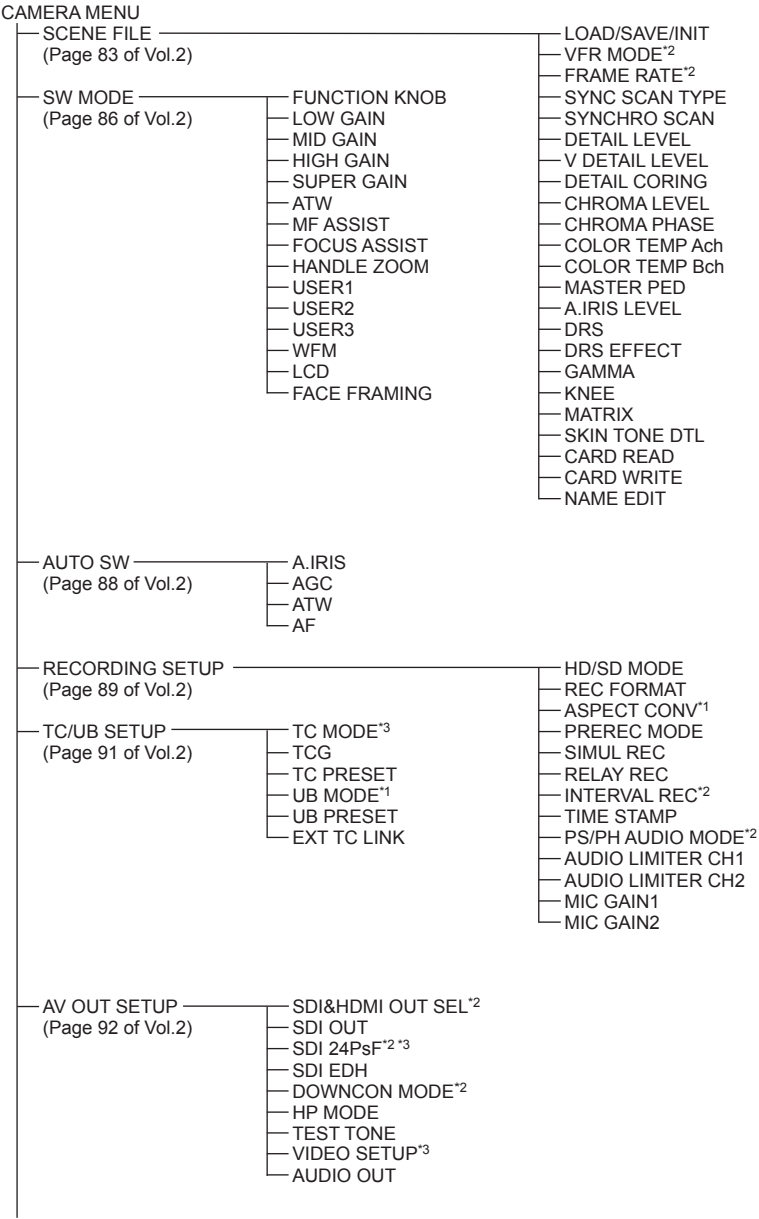 CAMERA MENU
SCENE FILE
(Page 83 of Vol.2)
LOAD/SAVE/INIT
VFR MODE*2
FRAME RATE*2
SYNC SCAN TYPE
SYNCHRO SCAN
DETAIL LEVEL
V DETAIL LEVEL
DETAIL CORING
CHROMA LEVEL
CHROMA PHASE
COLOR TEMP Ach
COLOR TEMP Bch
MASTER PED
A.IRIS LEVEL
DRS
DRS EFFECT
GAMMA
KNEE
MATRIX
SKIN TONE DTL
CARD READ
CARD WRITE
NAME EDIT
SW MODE
(Page 86 of Vol.2)
FUNCTION KNOB
LOW GAIN
MID GAIN
HIGH GAIN
SUPER GAIN
ATW
MF ASSIST
FOCUS ASSIST
HANDLE ZOOM
USER1
USER2
USER3
WFM
LCD
FACE FRAMING
AUTO SW
(Page 88 of Vol.2)
A.IRIS
AGC
ATW
AF
RECORDING SETUP
(Page 89 of Vol.2)
HD/SD MODE
REC FORMAT
ASPECT CONV*1
PREREC MODE
SIMUL REC
RELAY REC
INTERVAL REC*2
TIME STAMP
PS/PH AUDIO MODE*2
AUDIO LIMITER CH1
AUDIO LIMITER CH2
MIC GAIN1
MIC GAIN2
TC/UB SETUP
(Page 91 of Vol.2)
TC MODE*3
TCG
TC PRESET
UB MODE*1
UB PRESET
EXT TC LINK
AV OUT SETUP
(Page 92 of Vol.2)
SDI&HDMI OUT SEL*2
SDI OUT
SDI 24PsF*2 *3
SDI EDH
DOWNCON MODE*2
HP MODE
TEST TONE
VIDEO SETUP*3
AUDIO OUT